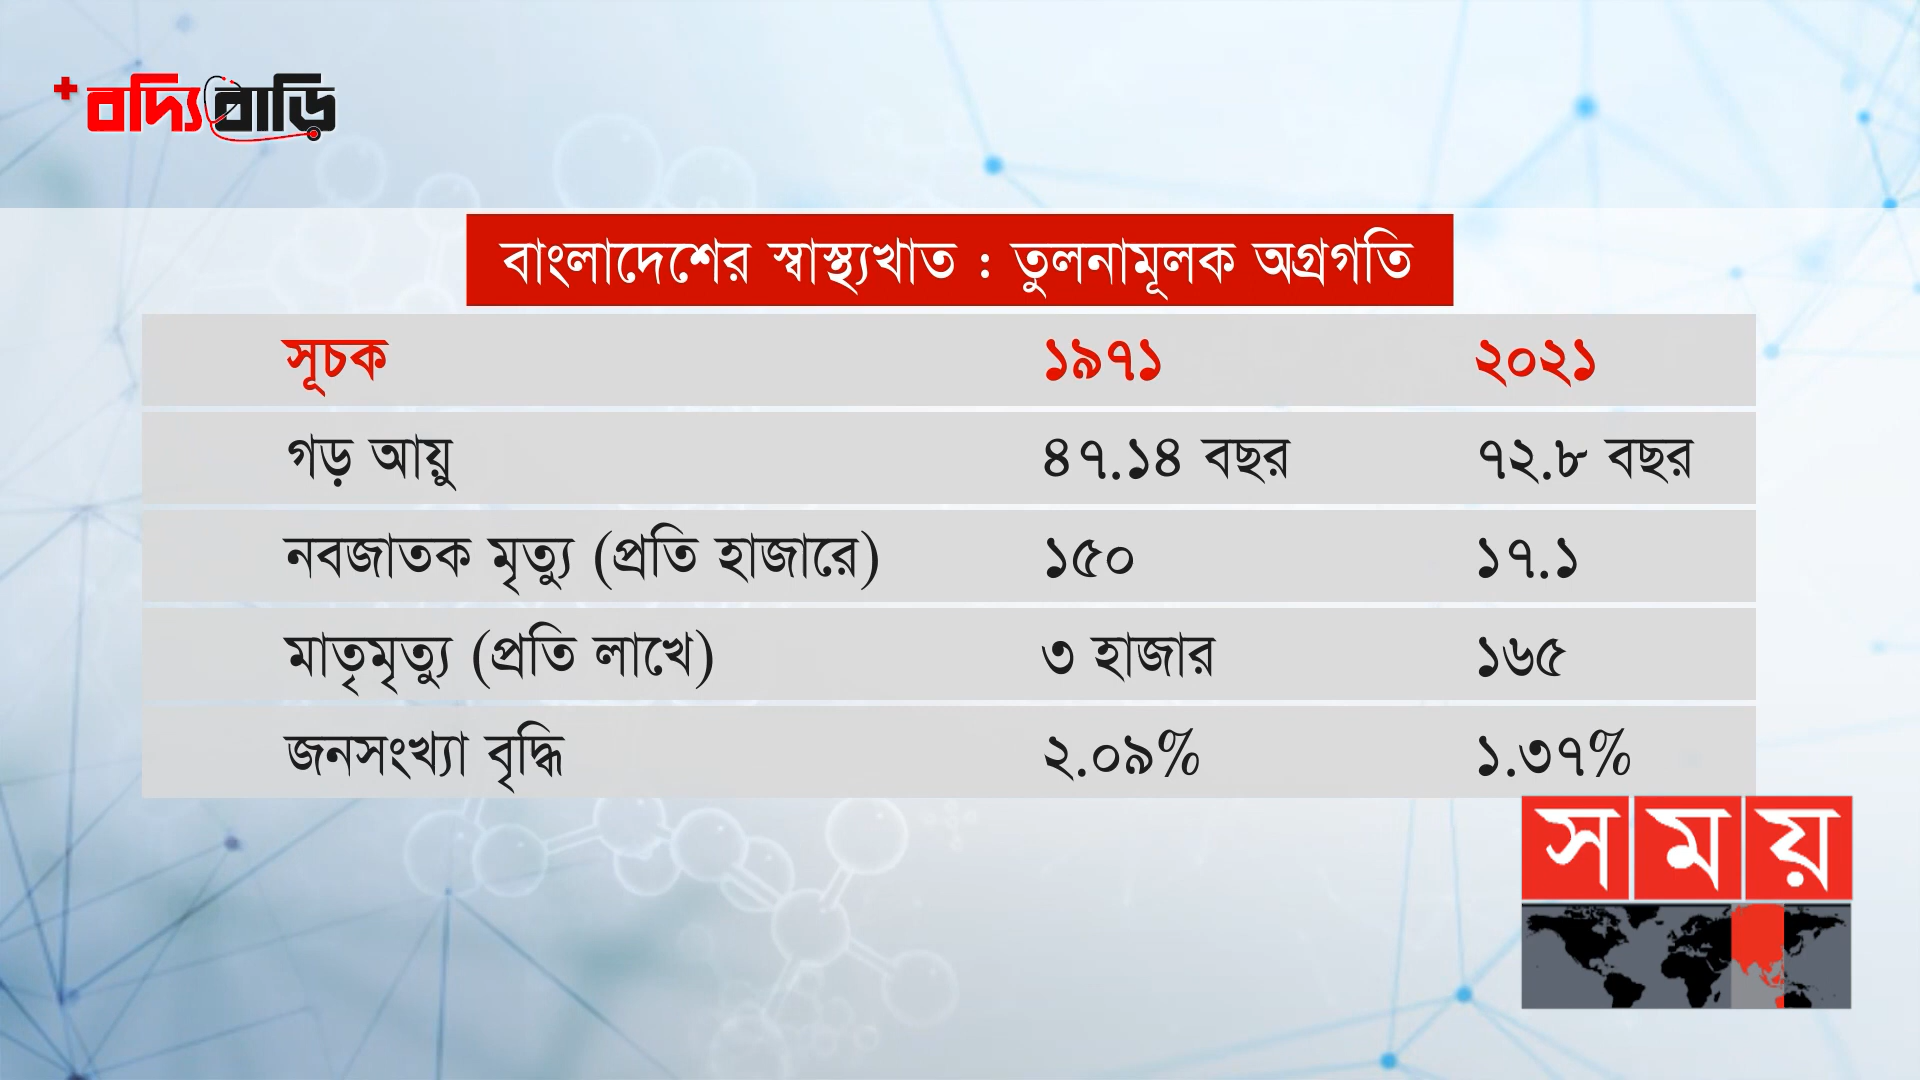 বদ্যিবাড়ি
বাংলাদেশের স্বাস্থ্যখাত : তুলনামূলক অগ্রগতি
সূচক ১৯৭১ ২০২১
গড় আয়ু ৪৭.১৪ বছর ৭২.৮ বছর
নবজাতক মৃত্যু (প্রতি হাজারে) ১৫০ ১৭.১
মাতৃমৃত্যু (প্রতি লাখে) ৩ হাজার ১৬৫
জনসংখ্যা বৃদ্ধি ২.০৯% ১.৩৭%
সময়